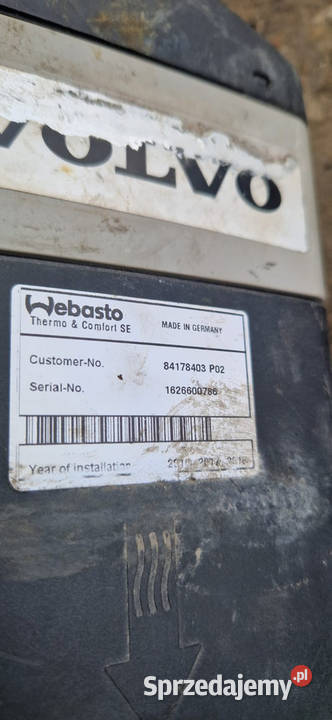 VOLVO
Webasto
Thermo & Comfort SE MADE IN GERMANY
Customer-No. 84178403 P02
Serial-No. 1626600786
Year of installation
Sprzedajemy.pl